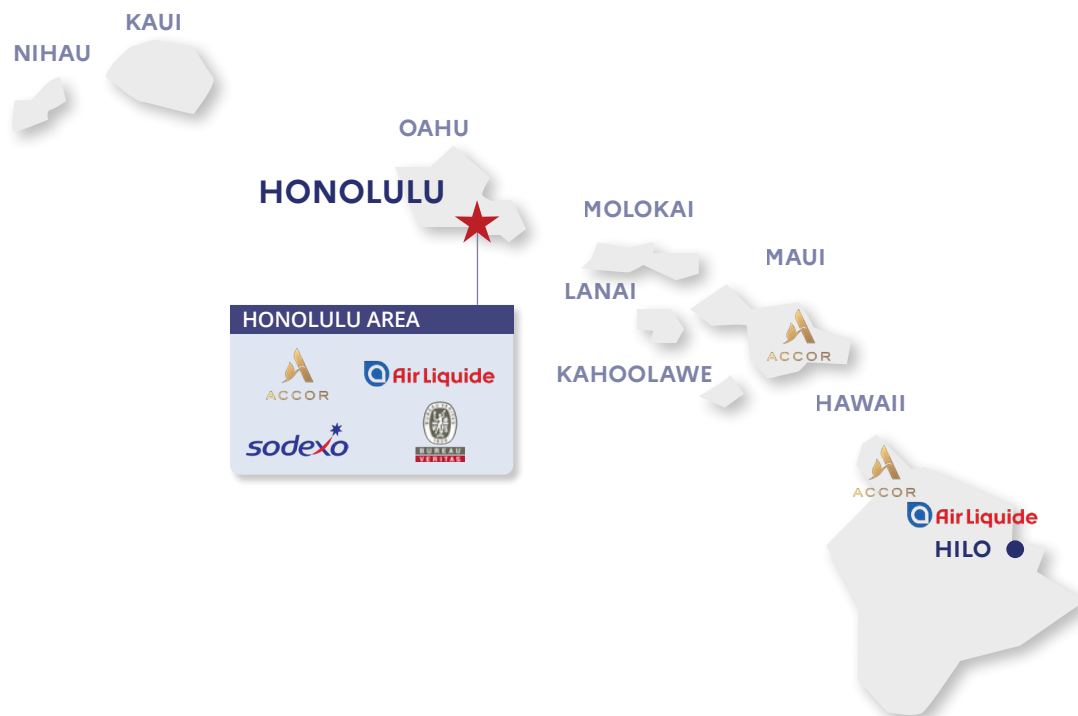 KAUI
NIHAU
OAHU
HONOLULU
MOLOKAI
MAUI
LANAI
HONOLULU AREA
ACCOR
Air Liquide
sodexo
BUREAU
VERITAS
ACCOR
KAHOOLAWE
HAWAII
ACCOR
Air Liquide
HILO